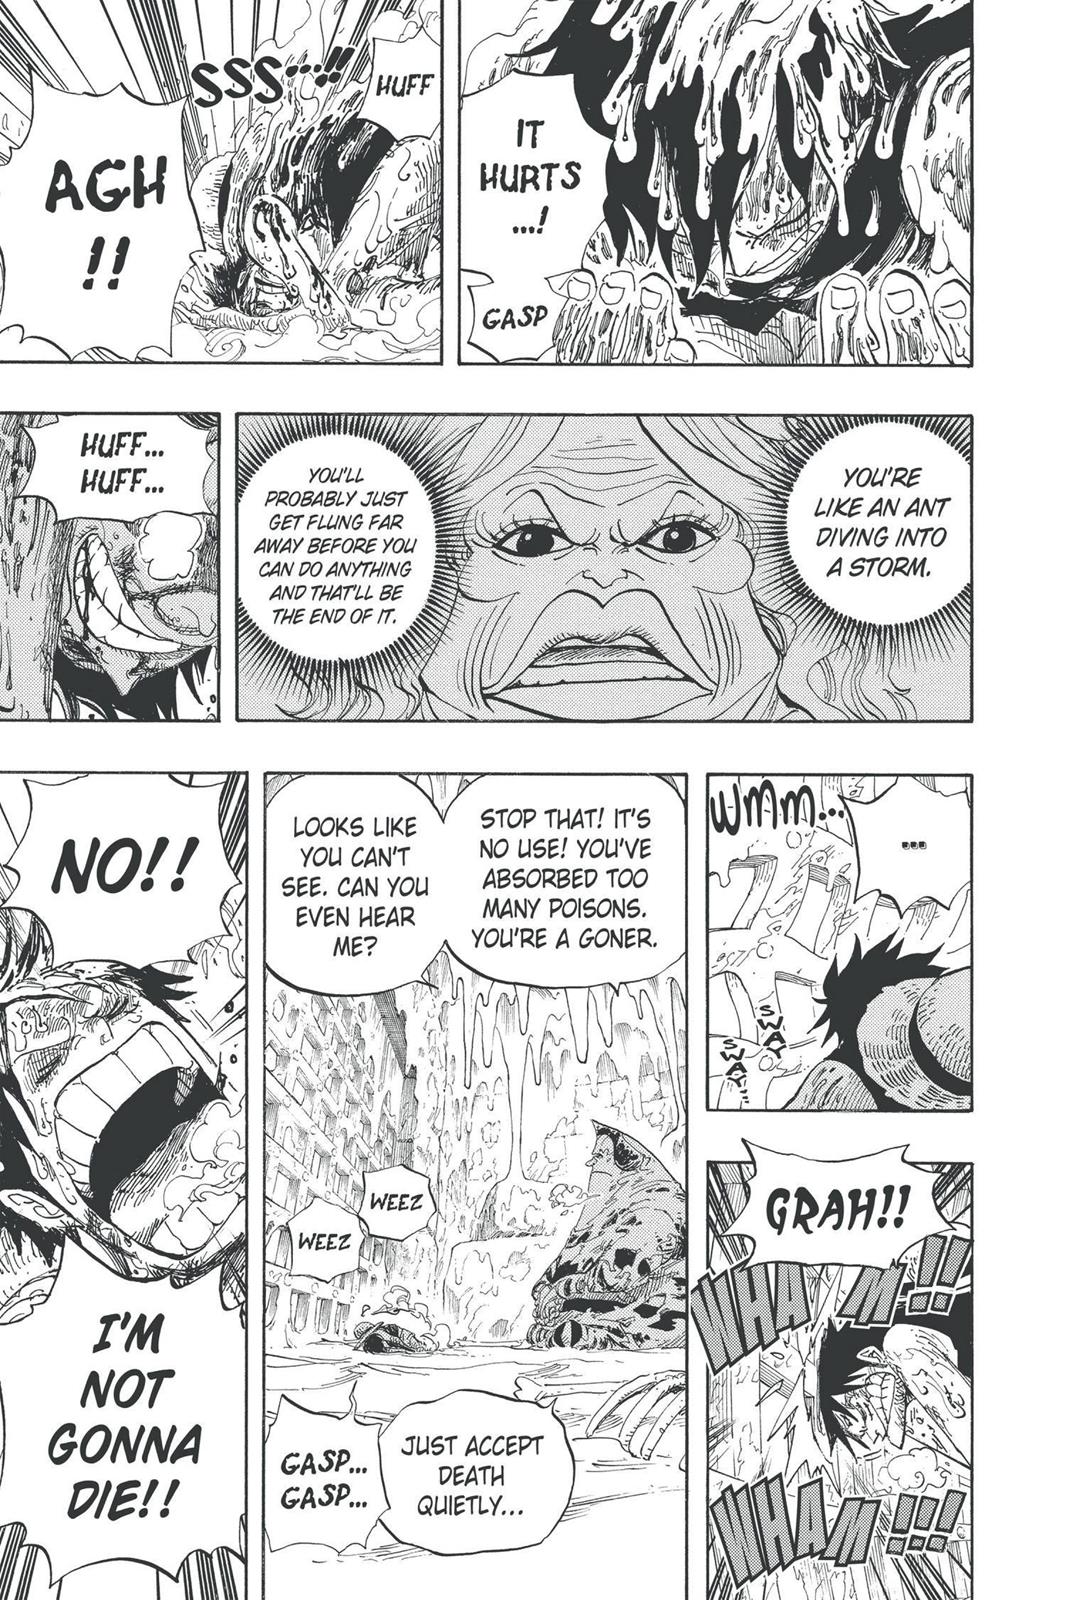 IT
HURTS
...!
GASP
HUFF
SSS...!!
AGH
!!
YOU'RE
LIKE AN ANT
DIVING INTO
A STORM.
YOU'LL
PROBABLY JUST
GET FLUNG FAR
AWAY BEFORE YOU
CAN DO ANYTHING
AND THAT'LL BE
THE END OF IT.
HUFF...
HUFF...
...
WMM...
SWAY
SWAY...
GRAH!!
WHAM!!!
WHAM!!!
STOP THAT! IT'S
NO USE! YOU'VE
ABSORBED TOO
MANY POISONS.
YOU'RE A GONER.
LOOKS LIKE
YOU CAN'T
SEE. CAN YOU
EVEN HEAR
ME?
WEEZ
WEEZ
JUST ACCEPT
DEATH
QUIETLY...
GASP...
GASP...
NO!!
I'M
NOT
GONNA
DIE!!